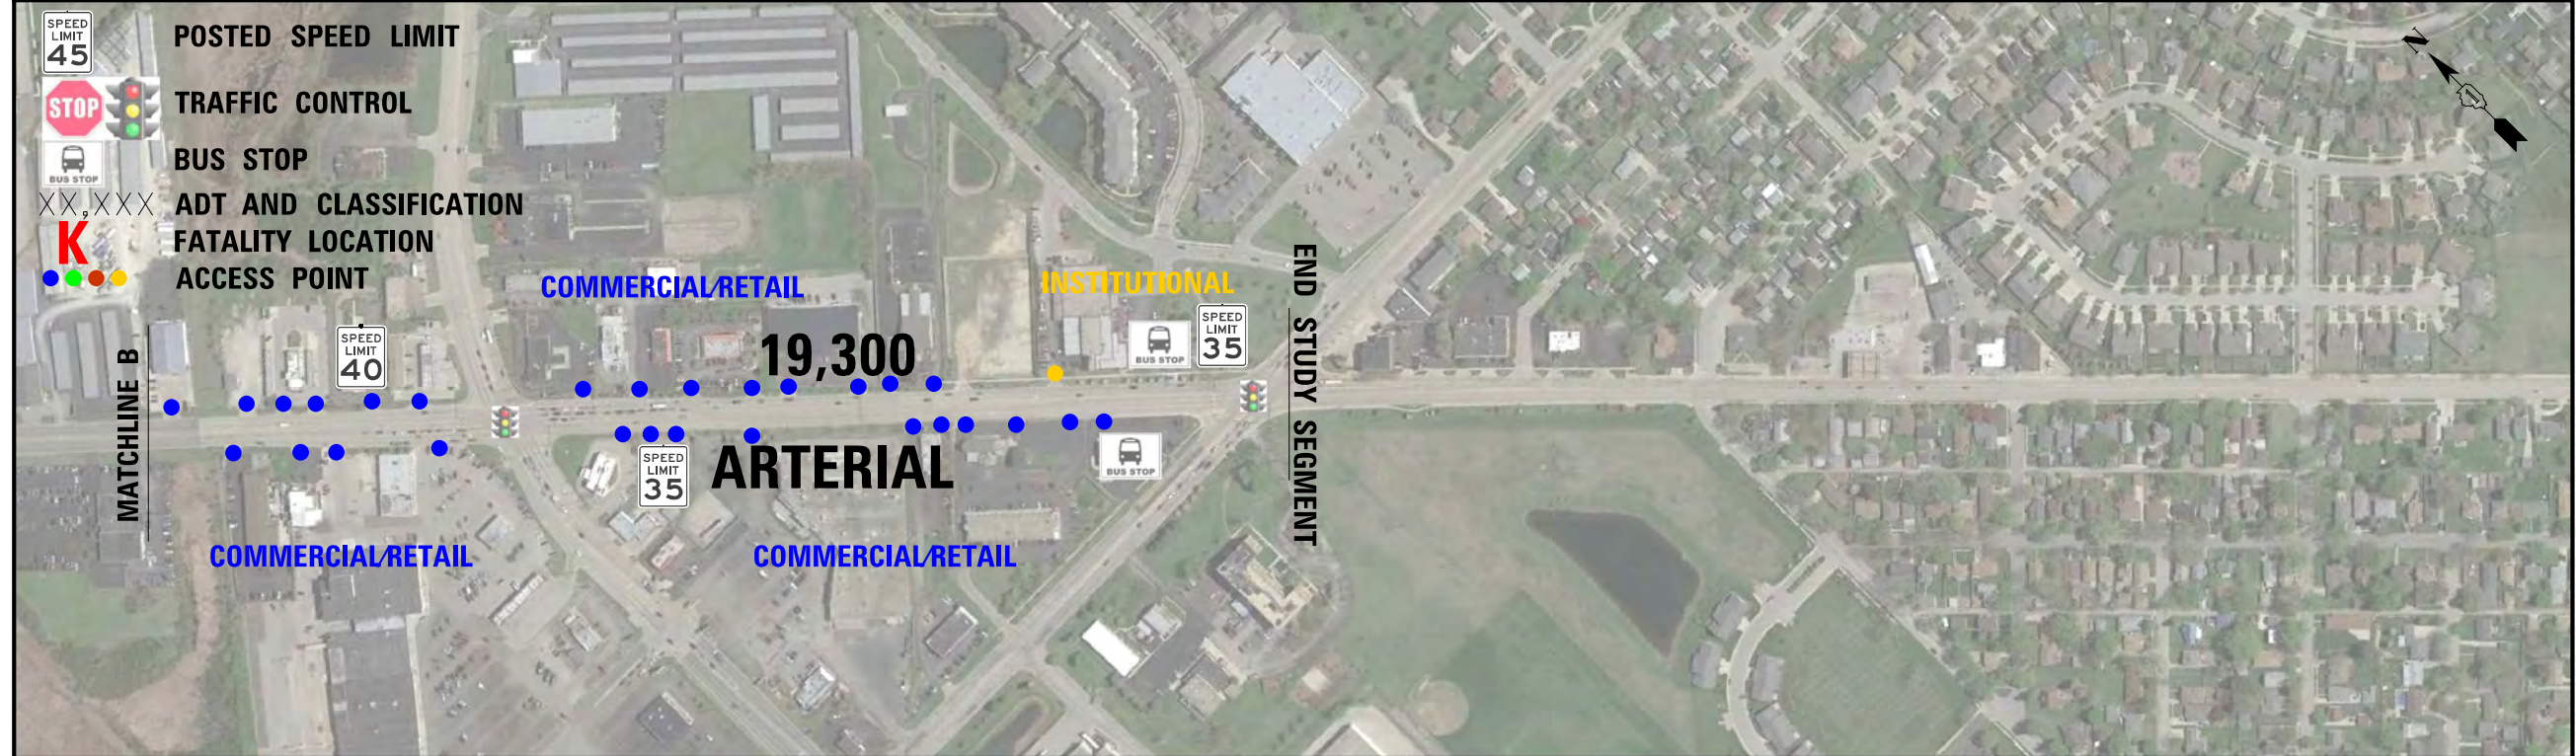 SPEED
LIMIT
45
POSTED SPEED LIMIT
STOP
TRAFFIC CONTROL
BUS STOP
BUS STOP
XX,XXX
ADT AND CLASSIFICATION
K
FATALITY LOCATION
ACCESS POINT
N
COMMERCIAL/RETAIL
INSTITUTIONAL
SPEED
LIMIT
40
19,300
BUS STOP
SPEED
LIMIT
35
END STUDY SEGMENT
MATCHLINE B
SPEED
LIMIT
35
ARTERIAL
BUS STOP
COMMERCIAL/RETAIL
COMMERCIAL/RETAIL